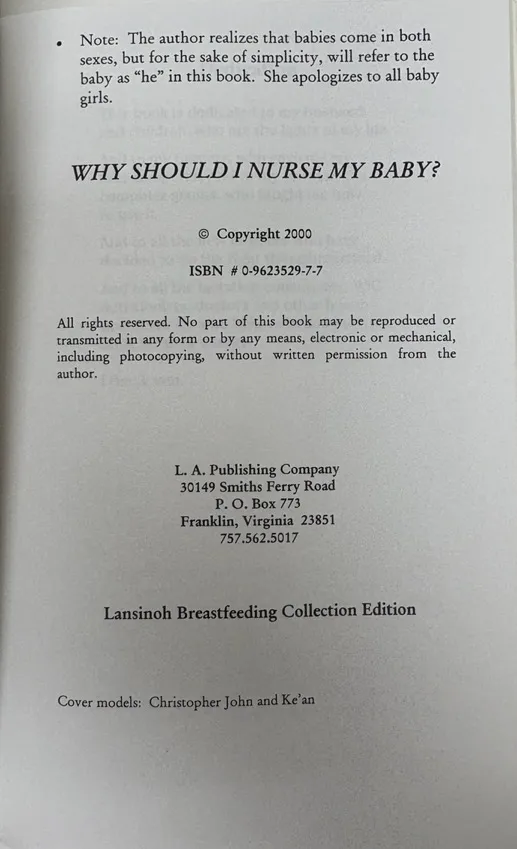 • Note: The author realizes that babies come in both
sexes, but for the sake of simplicity, will refer to the
baby as “he” in this book. She apologizes to all baby
girls.
WHY SHOULD I NURSE MY BABY?
© Copyright 2000
ISBN # 0-9623529-7-7
All rights reserved. No part of this book may be reproduced or
transmitted in any form or by any means, electronic or mechanical,
including photocopying, without written permission from the
author.
L. A. Publishing Company
30149 Smiths Ferry Road
P. O. Box 773
Franklin, Virginia 23851
757.562.5017
Lansinoh Breastfeeding Collection Edition
Cover models: Christopher John and Ke’an